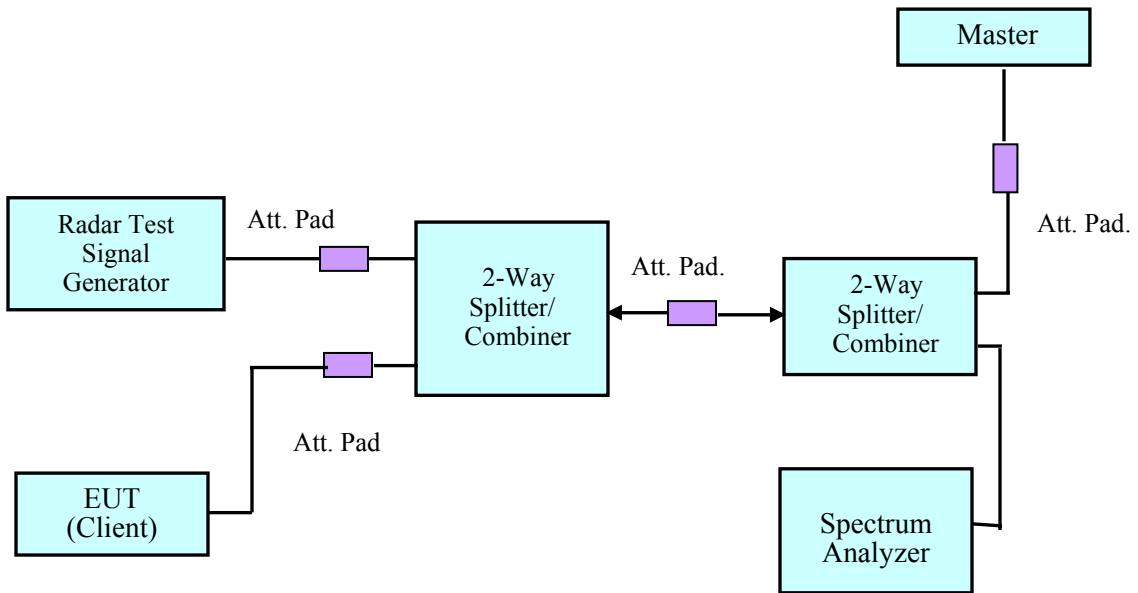 Master
Att. Pad.
Radar Test
Signal
Generator
Att. Pad
2-Way
Splitter/
Combiner
Att. Pad.
2-Way
Splitter/
Combiner
Att. Pad
EUT
(Client)
Spectrum
Analyzer